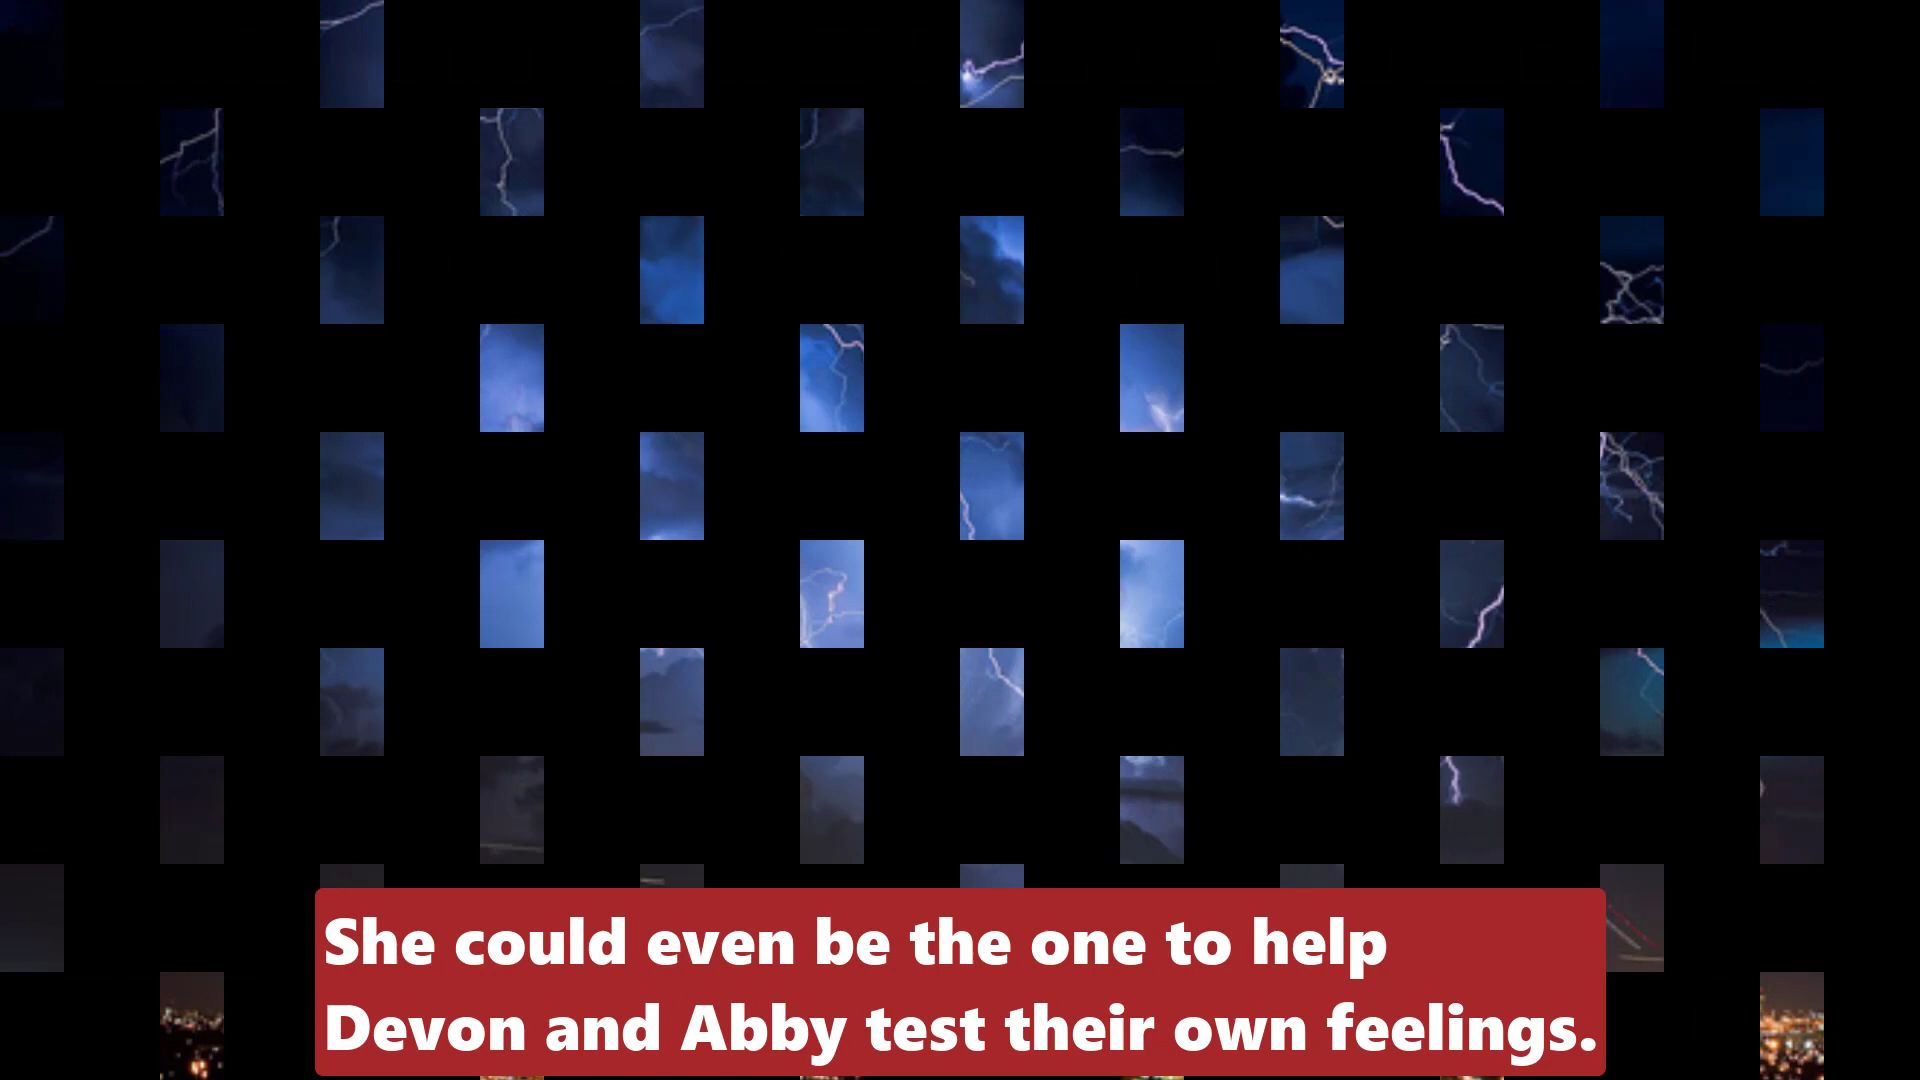 She could even be the one to help
Devon and Abby test their own feelings.